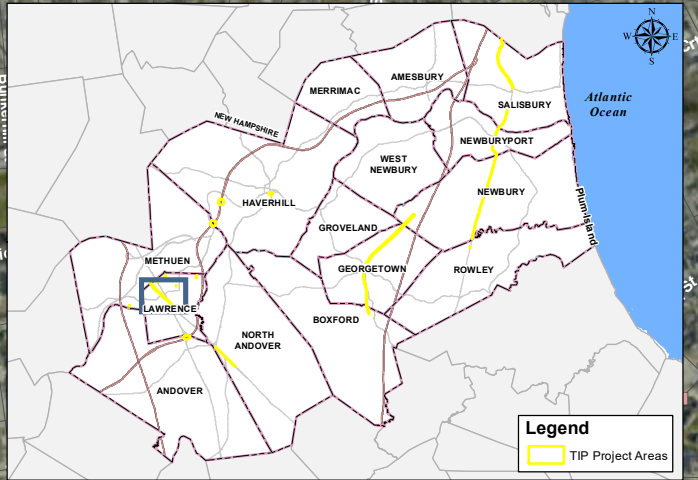 N
W E
S
AMESBURY
MERRIMAC
SALISBURY
Atlantic
Ocean
NEW HAMPSHIRE
NEWBURYPORT
WEST
NEWBURY
NEWBURY
HAVERHILL
Plum Island
GROVELAND
METHUEN
GEORGETOWN
ROWLEY
LAWRENCE
BOXFORD
NORTH
ANDOVER
ANDOVER
Legend
TIP Project Areas